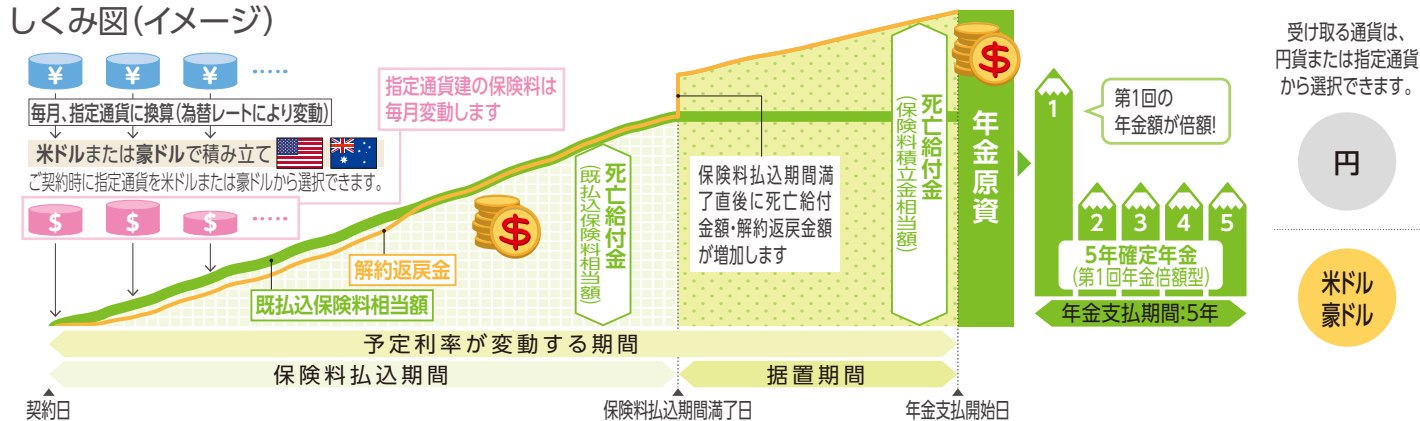 しくみ図(イメージ)
¥ ¥ ¥ ‥‥‥
毎月、指定通貨に換算(為替レートにより変動)
米ドルまたは豪ドルで積み立て
ご契約時に指定通貨を米ドルまたは豪ドルから選択できます。
$ $ $ ‥‥‥
指定通貨建の保険料は
毎月変動します
解約返戻金
既払込保険料相当額
$
死亡給付金
(既払込保険料相当額)
保険料払込期間満
了直後に死亡給付
金額・解約返戻金額
が増加します
死亡給付金
(保険料積立金相当額)
$
年金原資
1
第1回の
年金額が倍額!
2 3 4 5
5年確定年金
(第1回年金倍額型)
年金支払期間:5年
受け取る通貨は、
円貨または指定通貨
から選択できます。
円
米ドル
豪ドル
予定利率が変動する期間
保険料払込期間
据置期間
契約日
保険料払込期間満了日
年金支払開始日